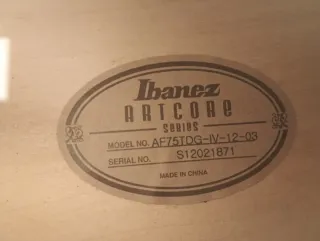 Ibanez
ARTCORE
SERIES
MODEL NO. AF75TDG-IV-12-03
SERIAL NO. S12021871
MADE IN CHINA